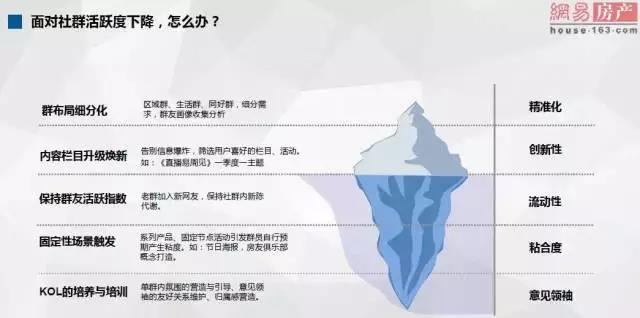 面对社群活跃度下降，怎么办？
網易房产
house·163·com
群布局细分化
区域群、生活群、同好群，细分需
求，群友画像收集分析
精准化
内容栏目升级焕新
告别信息爆炸，筛选用户喜好的栏目、活动。
如：《直播易周见》一季度一主题
创新性
保持群友活跃指数
老群加入新网友，保持社群内新陈
代谢。
流动性
固定性场景触发
系列产品、固定节点活动引发群员自行预
期产生粘度。如：节日海报，房友俱乐部
概念打造。
粘合度
KOL的培养与培训
单群内氛围的营造与引导、意见领
袖的友好关系维护、归属感营造。
意见领袖